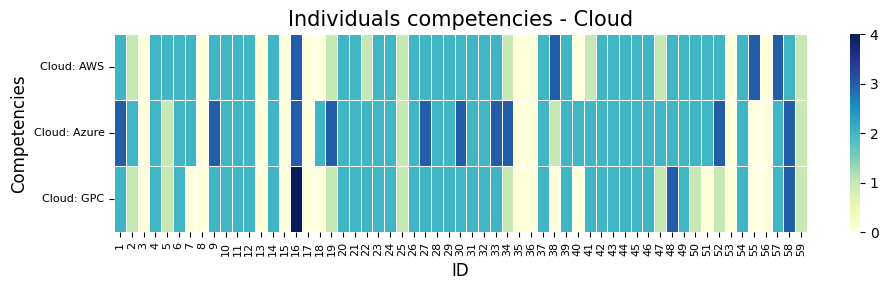 Individuals competencies - Cloud
Competencies
Cloud: AWS
Cloud: Azure
Cloud: GPC
1 2 3 4 5 6 7 8 9 10 11 12 13 14 15 16 17 18 19 20 21 22 23 24 25 26 27 28 29 30 31 32 33 34 35 36 37 38 39 40 41 42 43 44 45 46 47 48 49 50 51 52 53 54 55 56 57 58 59
ID
4
3
2
1
0